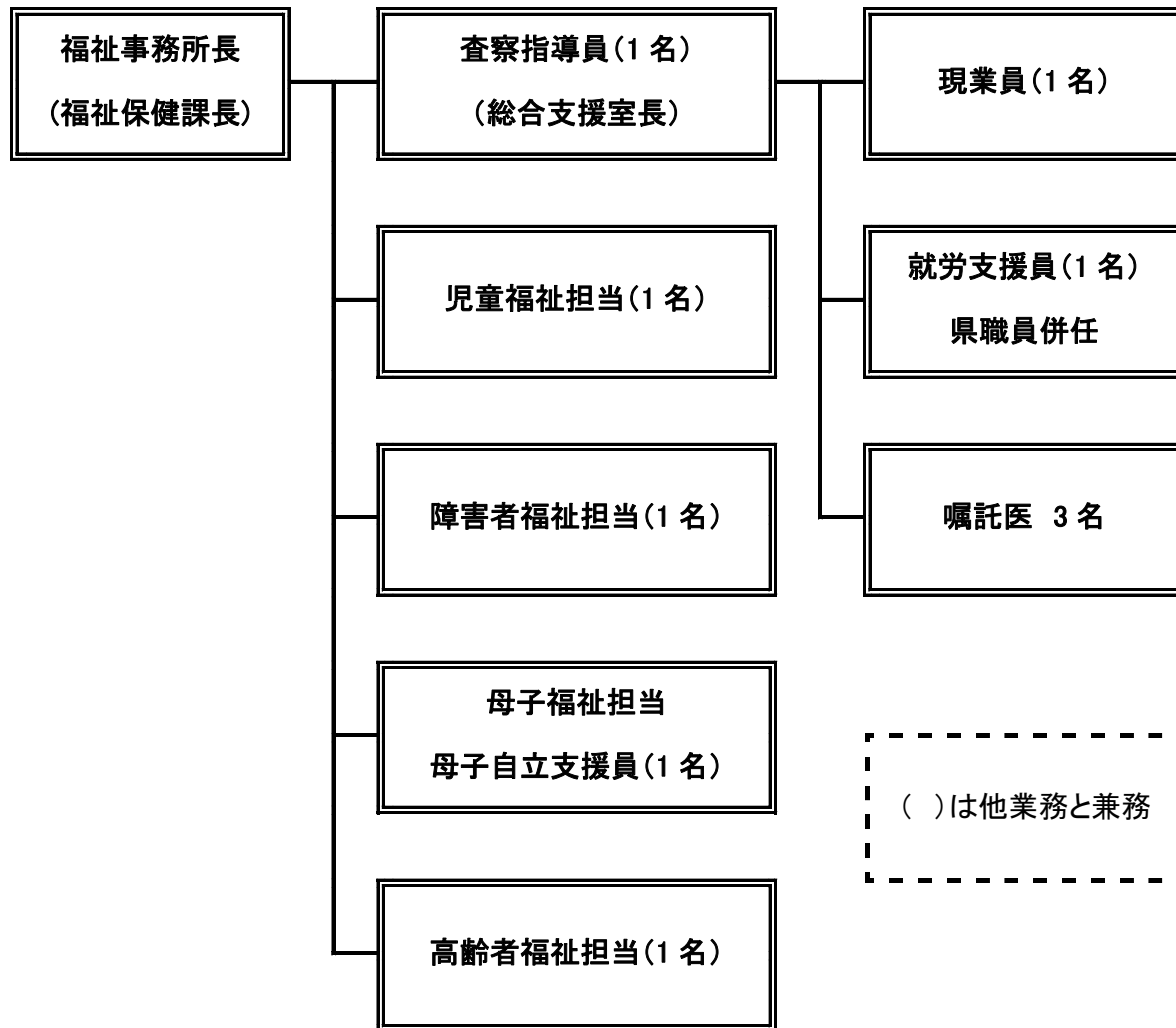 福祉事務所長
(福祉保健課長)
査察指導員(1名)
(総合支援室長)
現業員(1名)
児童福祉担当(1名)
就労支援員(1名)
県職員併任
障害者福祉担当(1名)
嘱託医 3名
母子福祉担当
母子自立支援員(1名)
( )は他業務と兼務
高齢者福祉担当(1名)